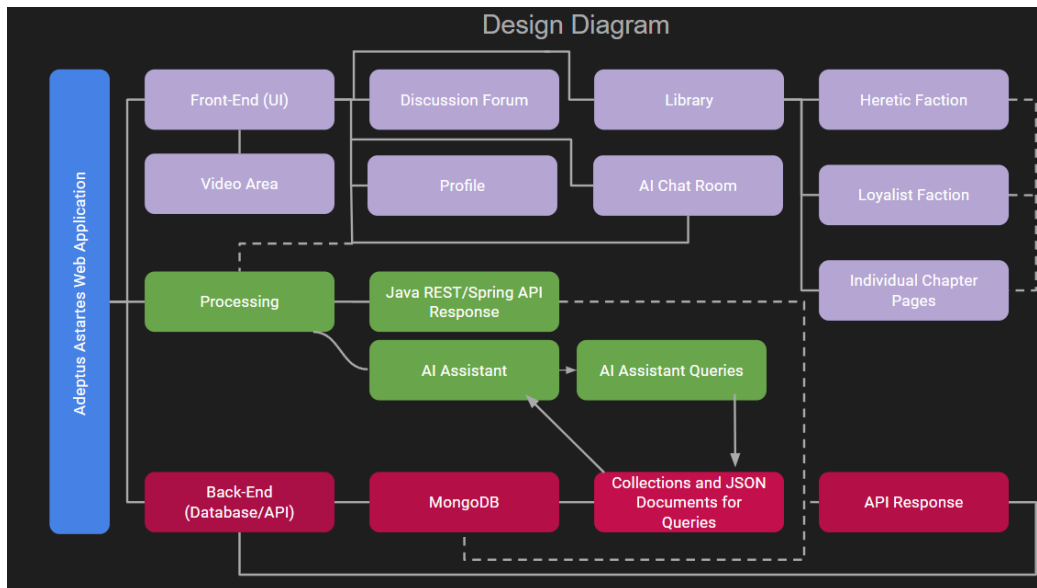 Design Diagram
Adeptus Astartes Web Application
Front-End (UI)
Discussion Forum
Library
Heretic Faction
Video Area
Profile
AI Chat Room
Loyalist Faction
Individual Chapter
Pages
Processing
Java REST/Spring API
Response
AI Assistant
AI Assistant Queries
Back-End
(Database/API)
MongoDB
Collections and JSON
Documents for
Queries
API Response